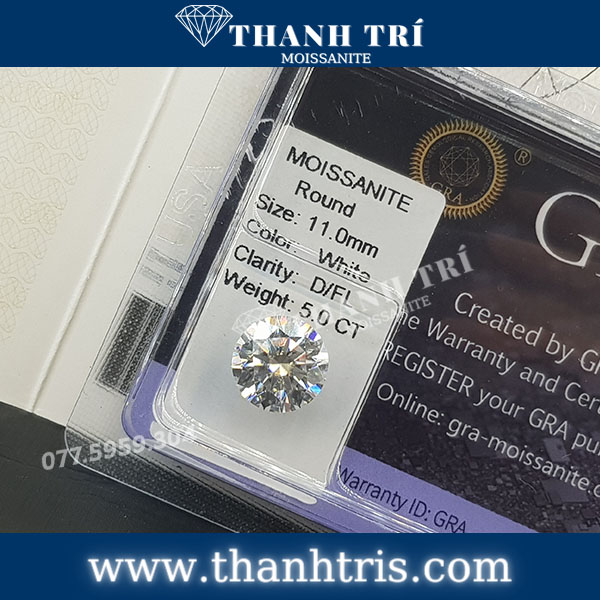 THANH TRÍ
MOISSANITE
USA
MOISSANITE
Round
Size: 11.0mm
Color: White
Clarity: D/FL
Weight: 5.0 CT
THANH TRÍ
MOISSANITE
GRA
®
Created by
Warranty and
REGISTER your GRA
Online: gra-moissanite.
Warranty ID: GRA
077.5959.304
www.thanhtris.com